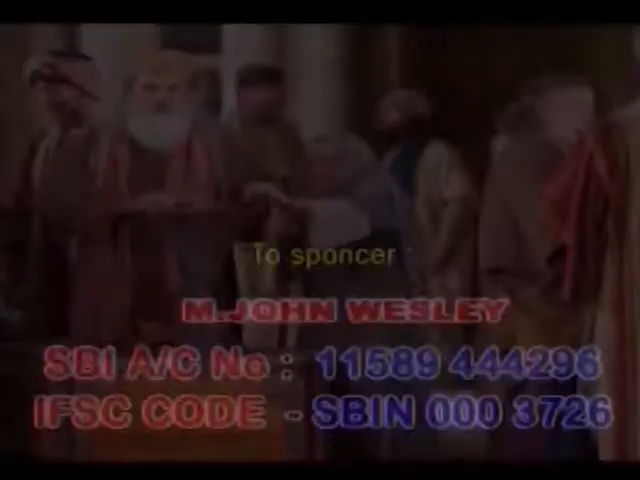 To sponcer
M.JOHN WESLEY
SBI A/C No : 11589 444296
IFSC CODE - SBIN 000 3726